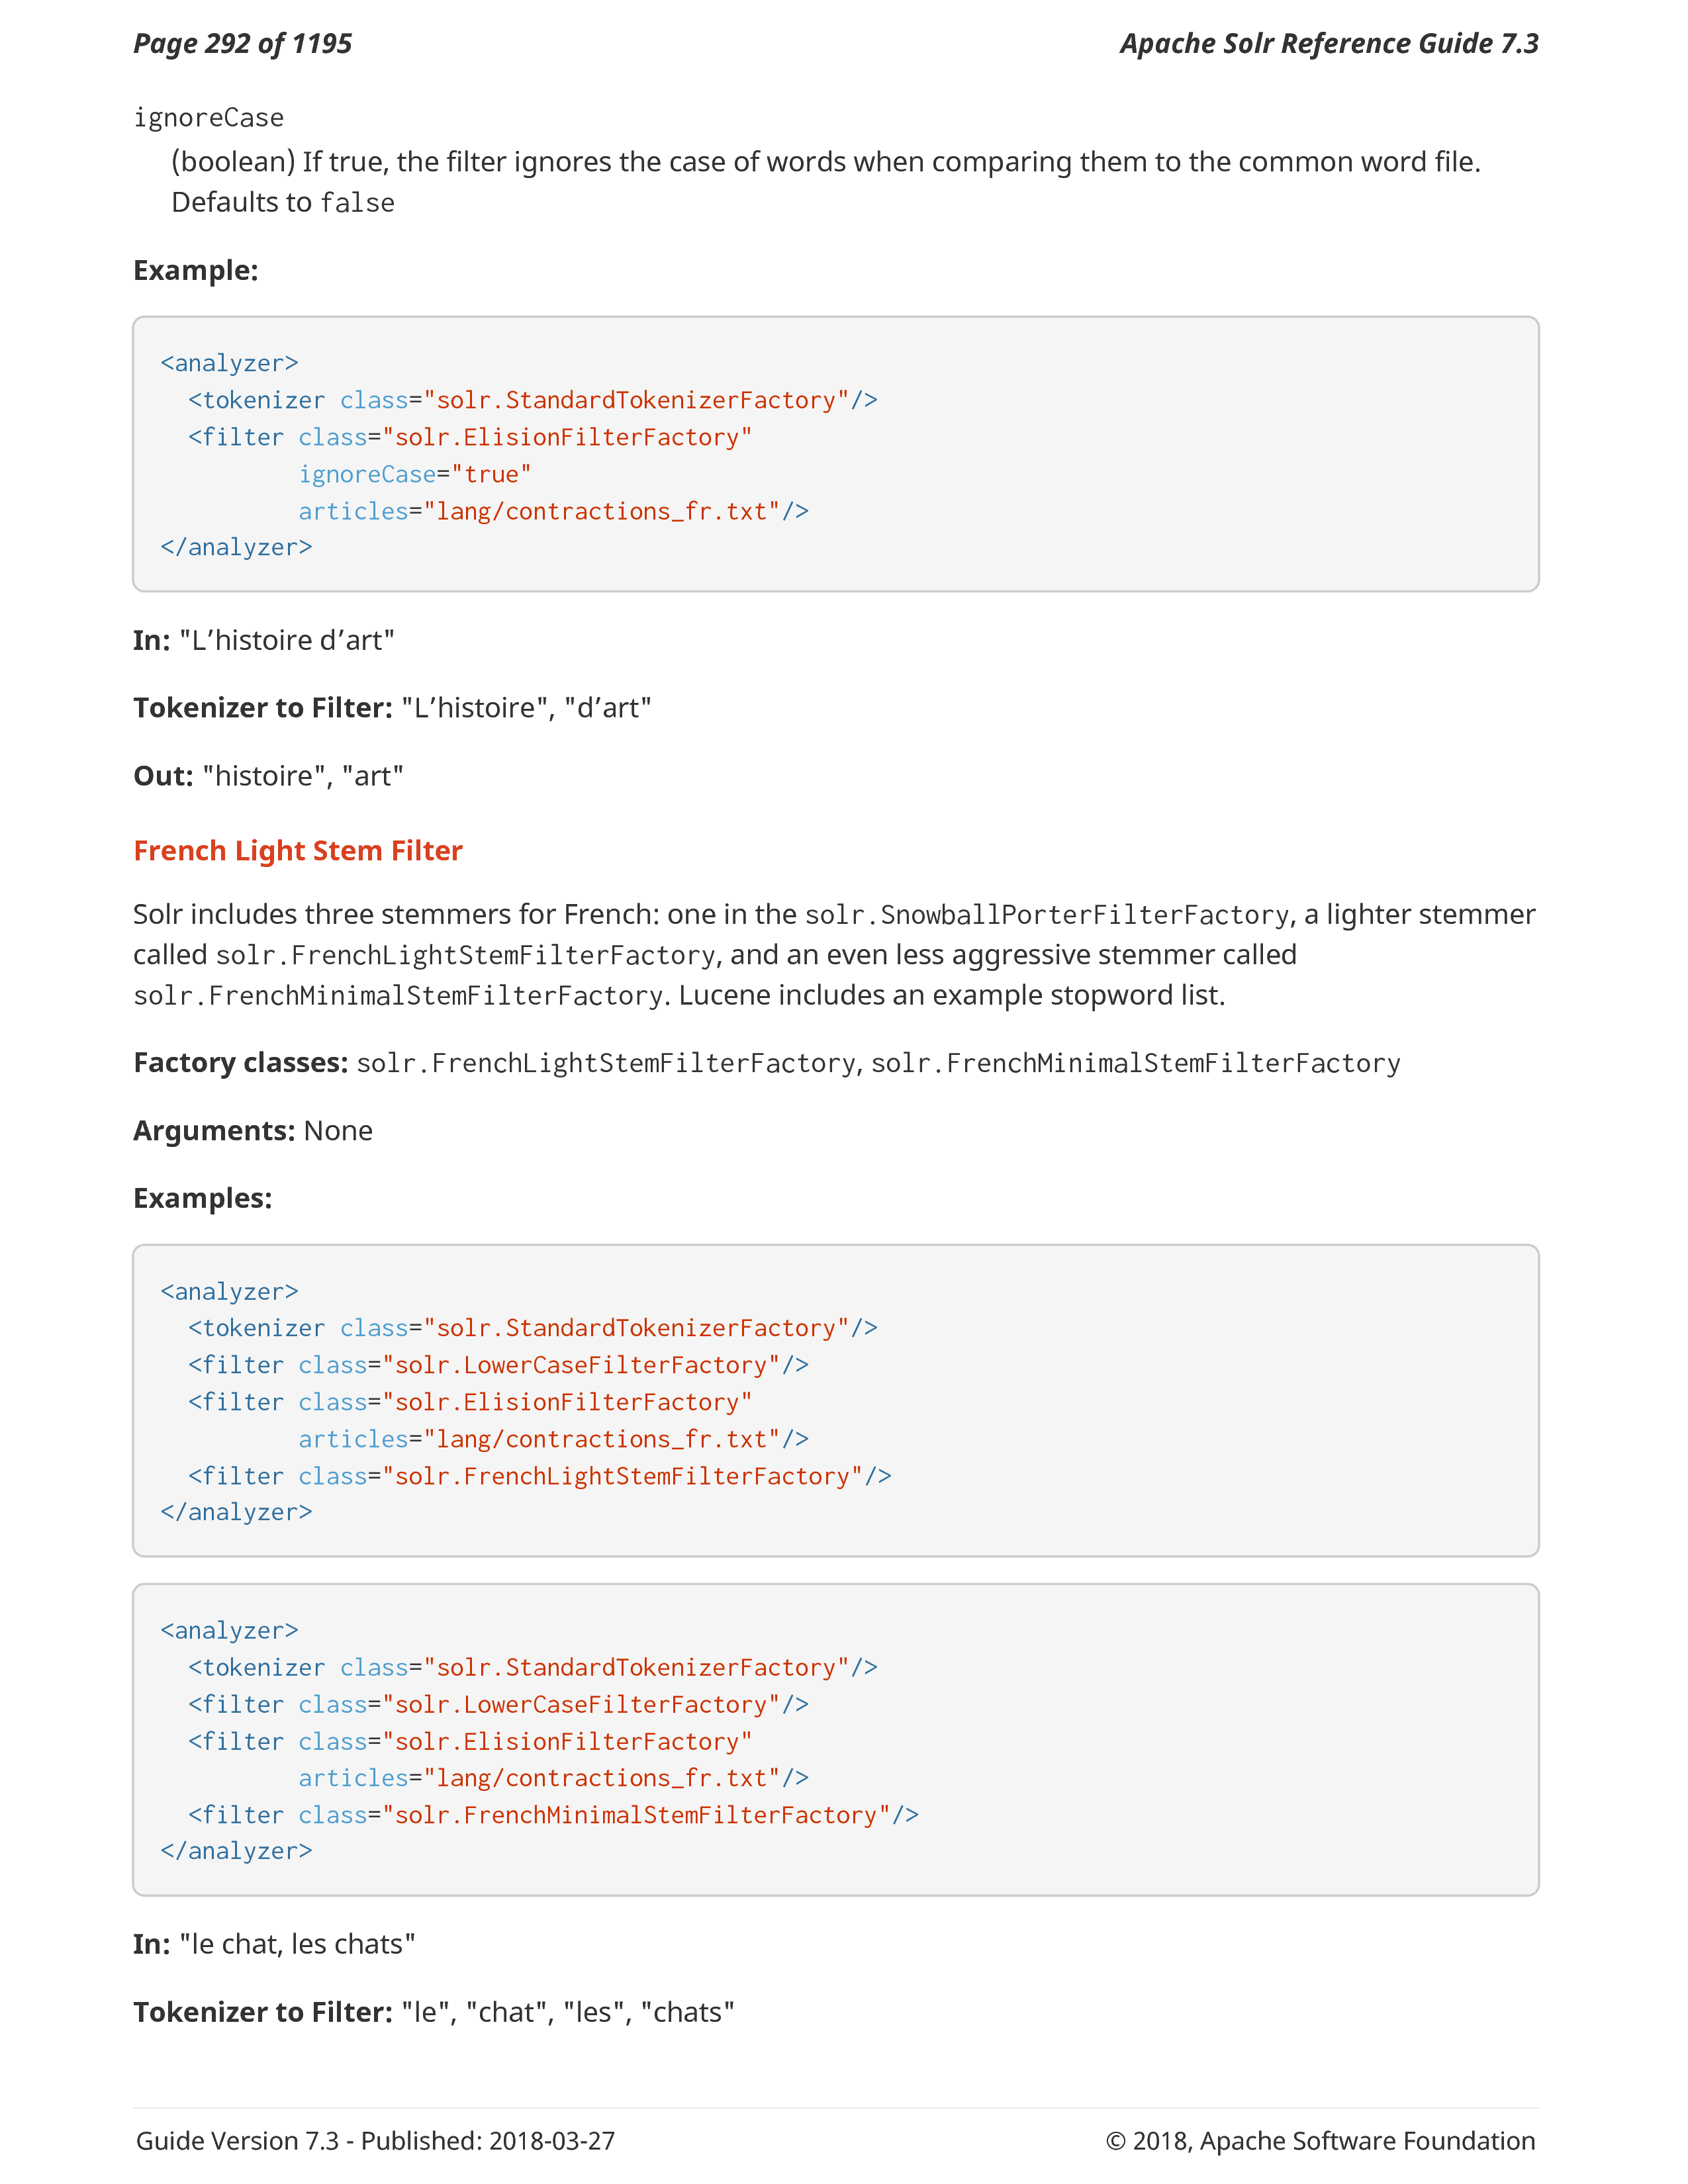 Page 292 of 1195
Apache Solr Reference Guide 7.3
ignoreCase
(boolean) If true, the filter ignores the case of words when comparing them to the common word file.
Defaults to false
Example:
<analyzer>
  <tokenizer class="solr.StandardTokenizerFactory"/>
  <filter class="solr.ElisionFilterFactory"
          ignoreCase="true"
          articles="lang/contractions_fr.txt"/>
</analyzer>
In: "L’histoire d’art"
Tokenizer to Filter: "L’histoire", "d’art"
Out: "histoire", "art"
French Light Stem Filter
Solr includes three stemmers for French: one in the solr.SnowballPorterFilterFactory, a lighter stemmer
called solr.FrenchLightStemFilterFactory, and an even less aggressive stemmer called
solr.FrenchMinimalStemFilterFactory. Lucene includes an example stopword list.
Factory classes: solr.FrenchLightStemFilterFactory, solr.FrenchMinimalStemFilterFactory
Arguments: None
Examples:
<analyzer>
  <tokenizer class="solr.StandardTokenizerFactory"/>
  <filter class="solr.LowerCaseFilterFactory"/>
  <filter class="solr.ElisionFilterFactory"
          articles="lang/contractions_fr.txt"/>
  <filter class="solr.FrenchLightStemFilterFactory"/>
</analyzer>
<analyzer>
  <tokenizer class="solr.StandardTokenizerFactory"/>
  <filter class="solr.LowerCaseFilterFactory"/>
  <filter class="solr.ElisionFilterFactory"
          articles="lang/contractions_fr.txt"/>
  <filter class="solr.FrenchMinimalStemFilterFactory"/>
</analyzer>
In: "le chat, les chats"
Tokenizer to Filter: "le", "chat", "les", "chats"
Guide Version 7.3 - Published: 2018-03-27
© 2018, Apache Software Foundation